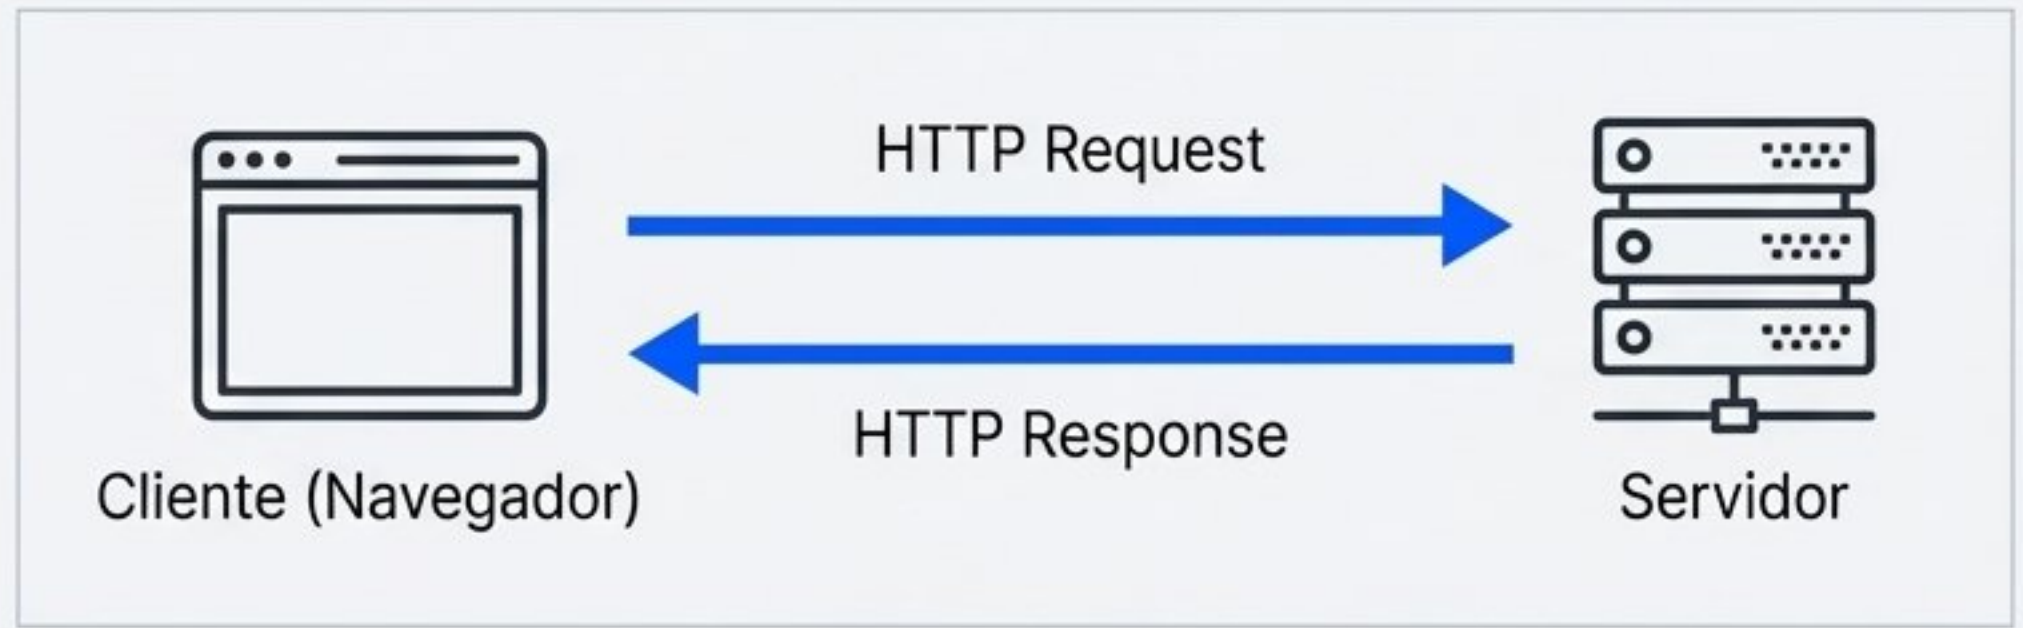 HTTP Request
HTTP Response
Cliente (Navegador)
Servidor